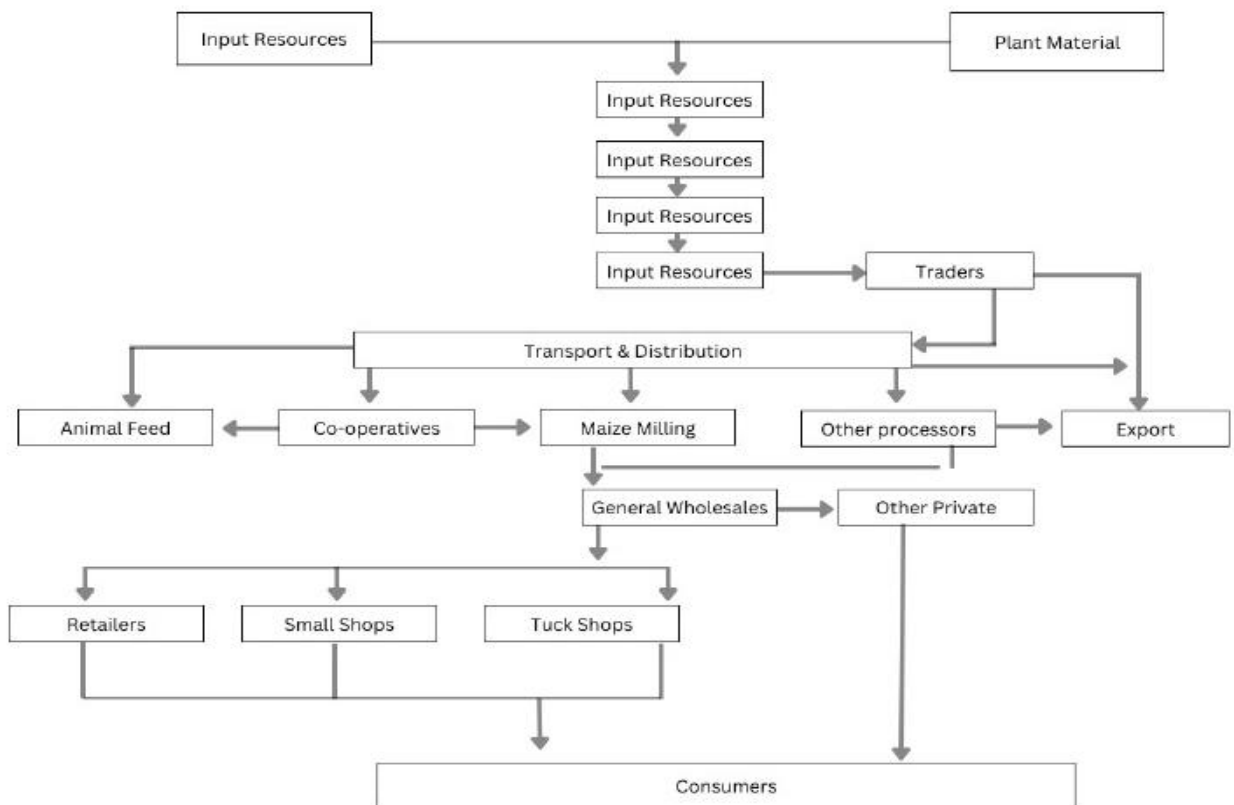 Input Resources
Plant Material
Input Resources
Input Resources
Input Resources
Input Resources
Traders
Transport & Distribution
Animal Feed
Co-operatives
Maize Milling
Other processors
Export
General Wholesales
Other Private
Retailers
Small Shops
Tuck Shops
Consumers